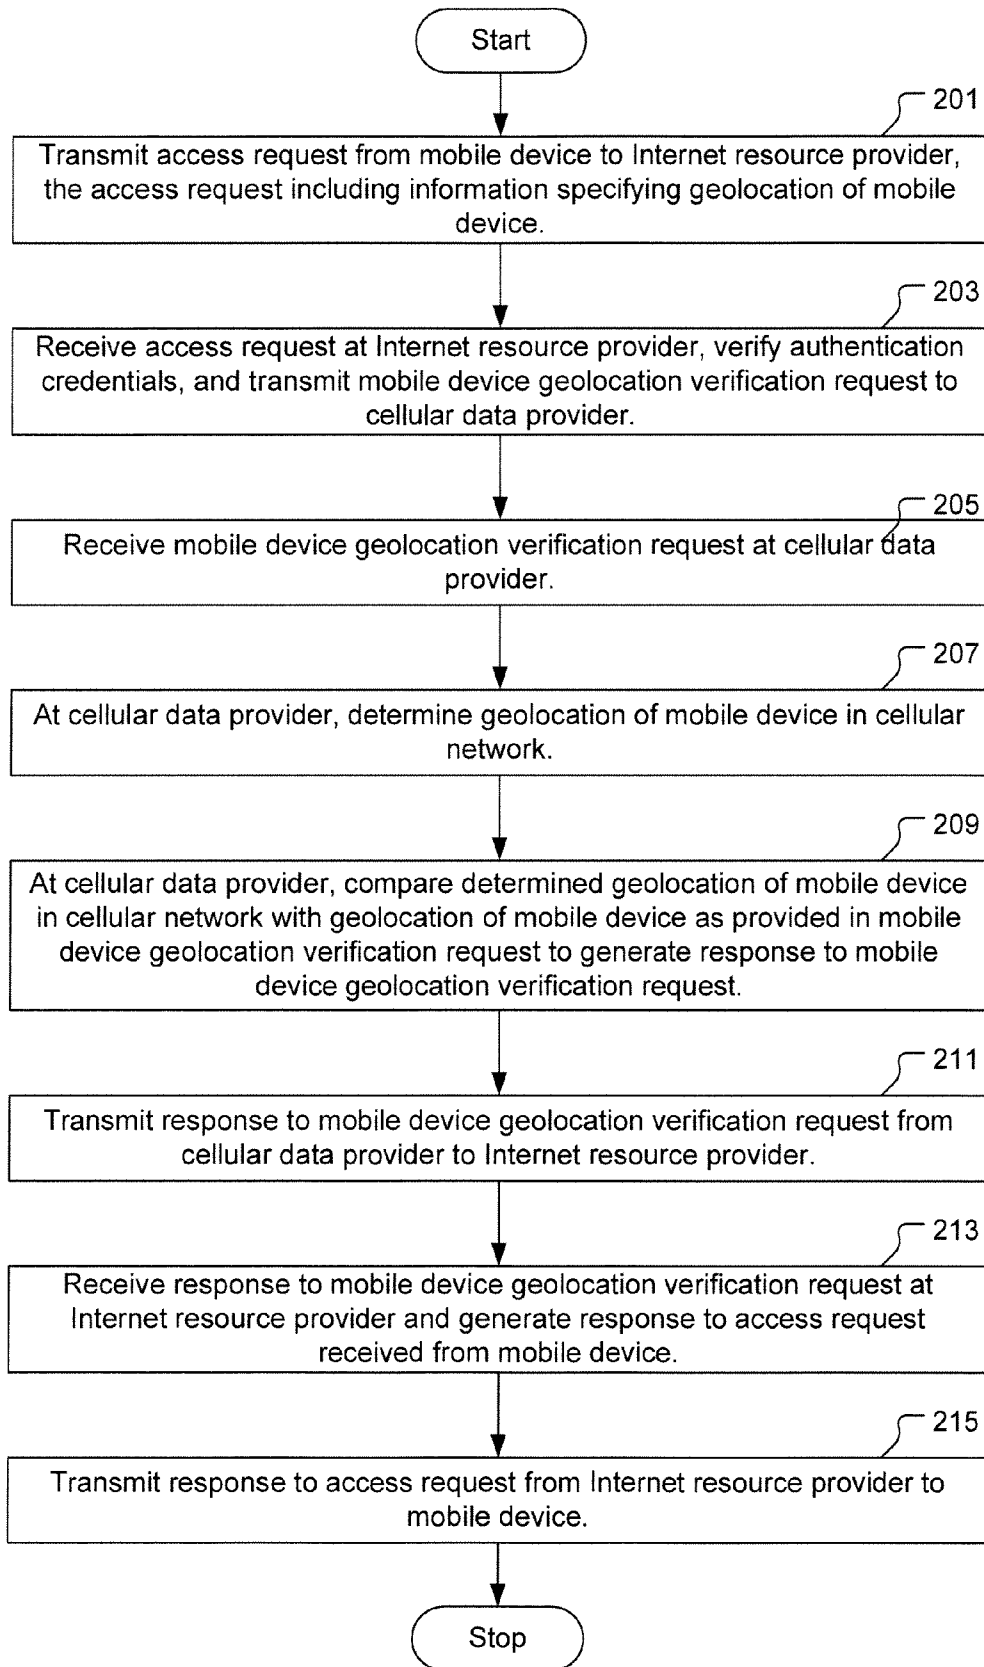 Start
201
Transmit access request from mobile device to Internet resource provider,
the access request including information specifying geolocation of mobile
device.
203
Receive access request at Internet resource provider, verify authentication
credentials, and transmit mobile device geolocation verification request to
cellular data provider.
205
Receive mobile device geolocation verification request at cellular data
provider.
207
At cellular data provider, determine geolocation of mobile device in cellular
network.
209
At cellular data provider, compare determined geolocation of mobile device
in cellular network with geolocation of mobile device as provided in mobile
device geolocation verification request to generate response to mobile
device geolocation verification request.
211
Transmit response to mobile device geolocation verification request from
cellular data provider to Internet resource provider.
213
Receive response to mobile device geolocation verification request at
Internet resource provider and generate response to access request
received from mobile device.
215
Transmit response to access request from Internet resource provider to
mobile device.
Stop